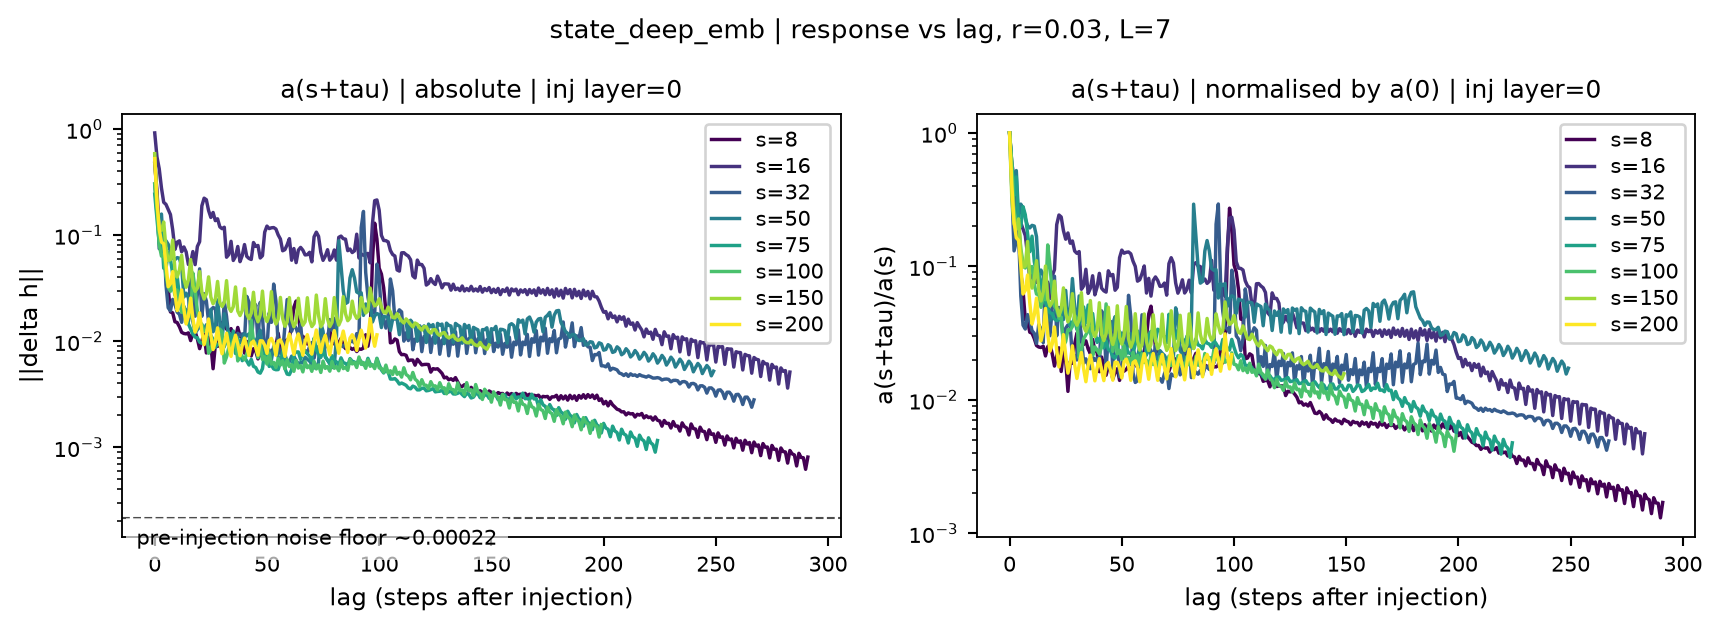 state_deep_emb | response vs lag, r=0.03, L=7
a(s+tau) | absolute | inj layer=0
||delta h||
10⁰
10⁻¹
10⁻²
10⁻³
s=8
s=16
s=32
s=50
s=75
s=100
s=150
s=200
pre-injection noise floor ~0.00022
0 50 100 150 200 250 300
lag (steps after injection)
a(s+tau) | normalised by a(0) | inj layer=0
a(s+tau)/a(s)
10⁰
10⁻¹
10⁻²
10⁻³
s=8
s=16
s=32
s=50
s=75
s=100
s=150
s=200
0 50 100 150 200 250 300
lag (steps after injection)